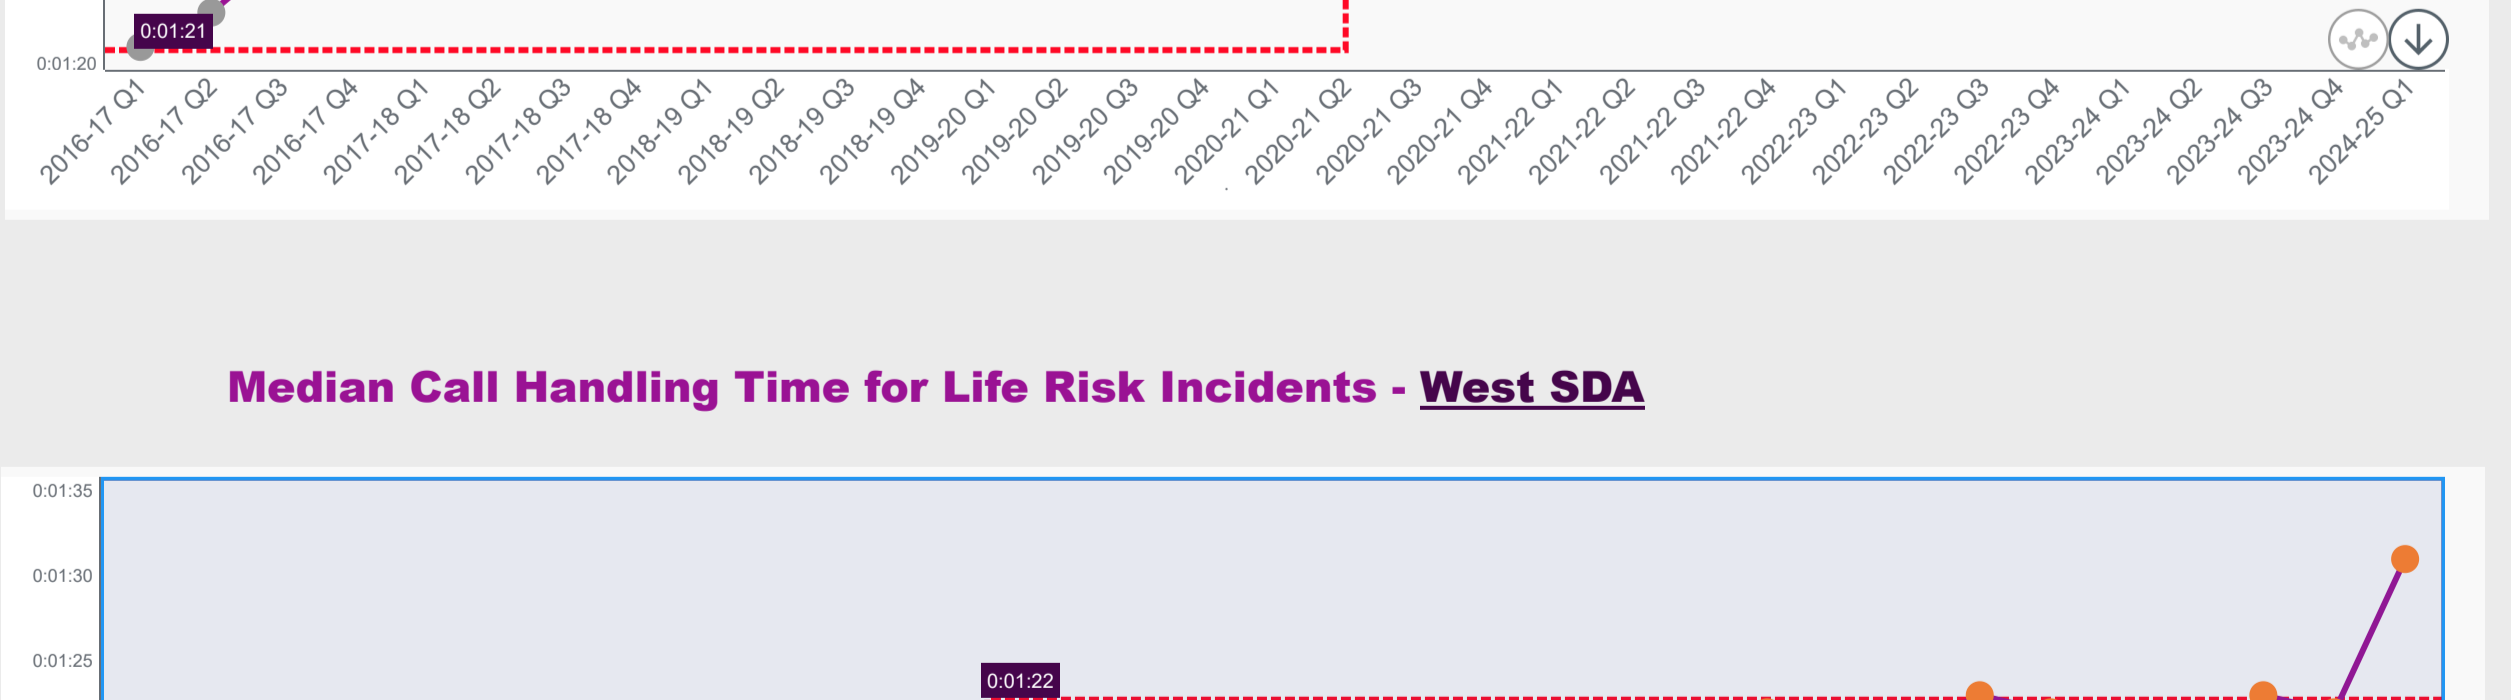 0:01:21
0:01:20
2016-17 Q1
2016-17 Q2
2016-17 Q3
2016-17 Q4
2017-18 Q1
2017-18 Q2
2017-18 Q3
2017-18 Q4
2018-19 Q1
2018-19 Q2
2018-19 Q3
2018-19 Q4
2019-20 Q1
2019-20 Q2
2019-20 Q3
2019-20 Q4
2020-21 Q1
2020-21 Q2
2020-21 Q3
2020-21 Q4
2021-22 Q1
2021-22 Q2
2021-22 Q3
2021-22 Q4
2022-23 Q1
2022-23 Q2
2022-23 Q3
2022-23 Q4
2023-24 Q1
2023-24 Q2
2023-24 Q3
2023-24 Q4
2024-25 Q1
Median Call Handling Time for Life Risk Incidents - West SDA
0:01:35
0:01:30
0:01:25
0:01:22